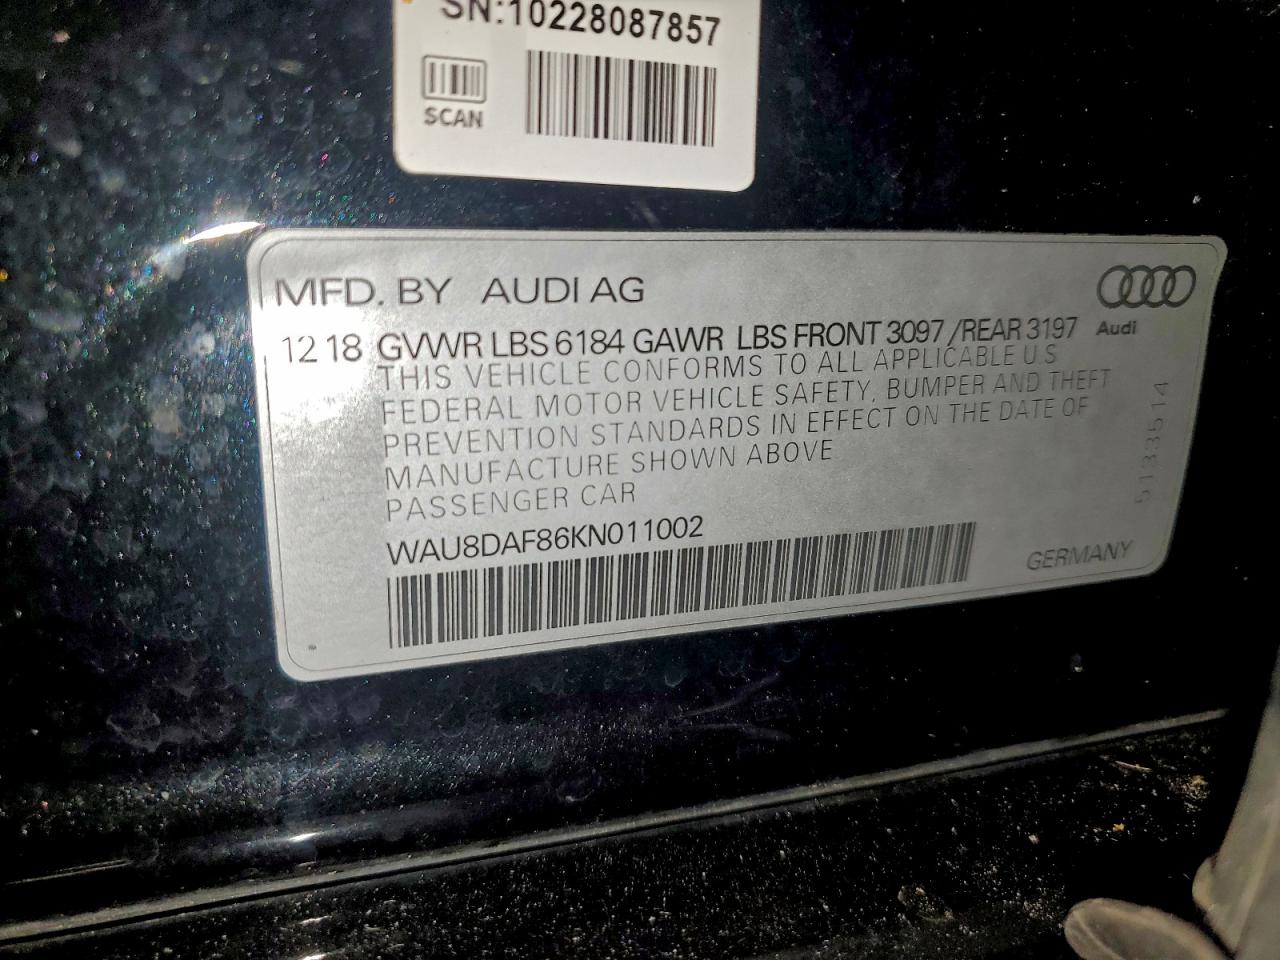 SN:10228087857
SCAN
MFD. BY AUDI AG
Audi
12 18 GVWR LBS 6184 GAWR LBS FRONT 3097 /REAR 3197
THIS VEHICLE CONFORMS TO ALL APPLICABLE U S
FEDERAL MOTOR VEHICLE SAFETY, BUMPER AND THEFT
PREVENTION STANDARDS IN EFFECT ON THE DATE OF
MANUFACTURE SHOWN ABOVE
PASSENGER CAR
WAU8DAF86KN011002
GERMANY
5133514